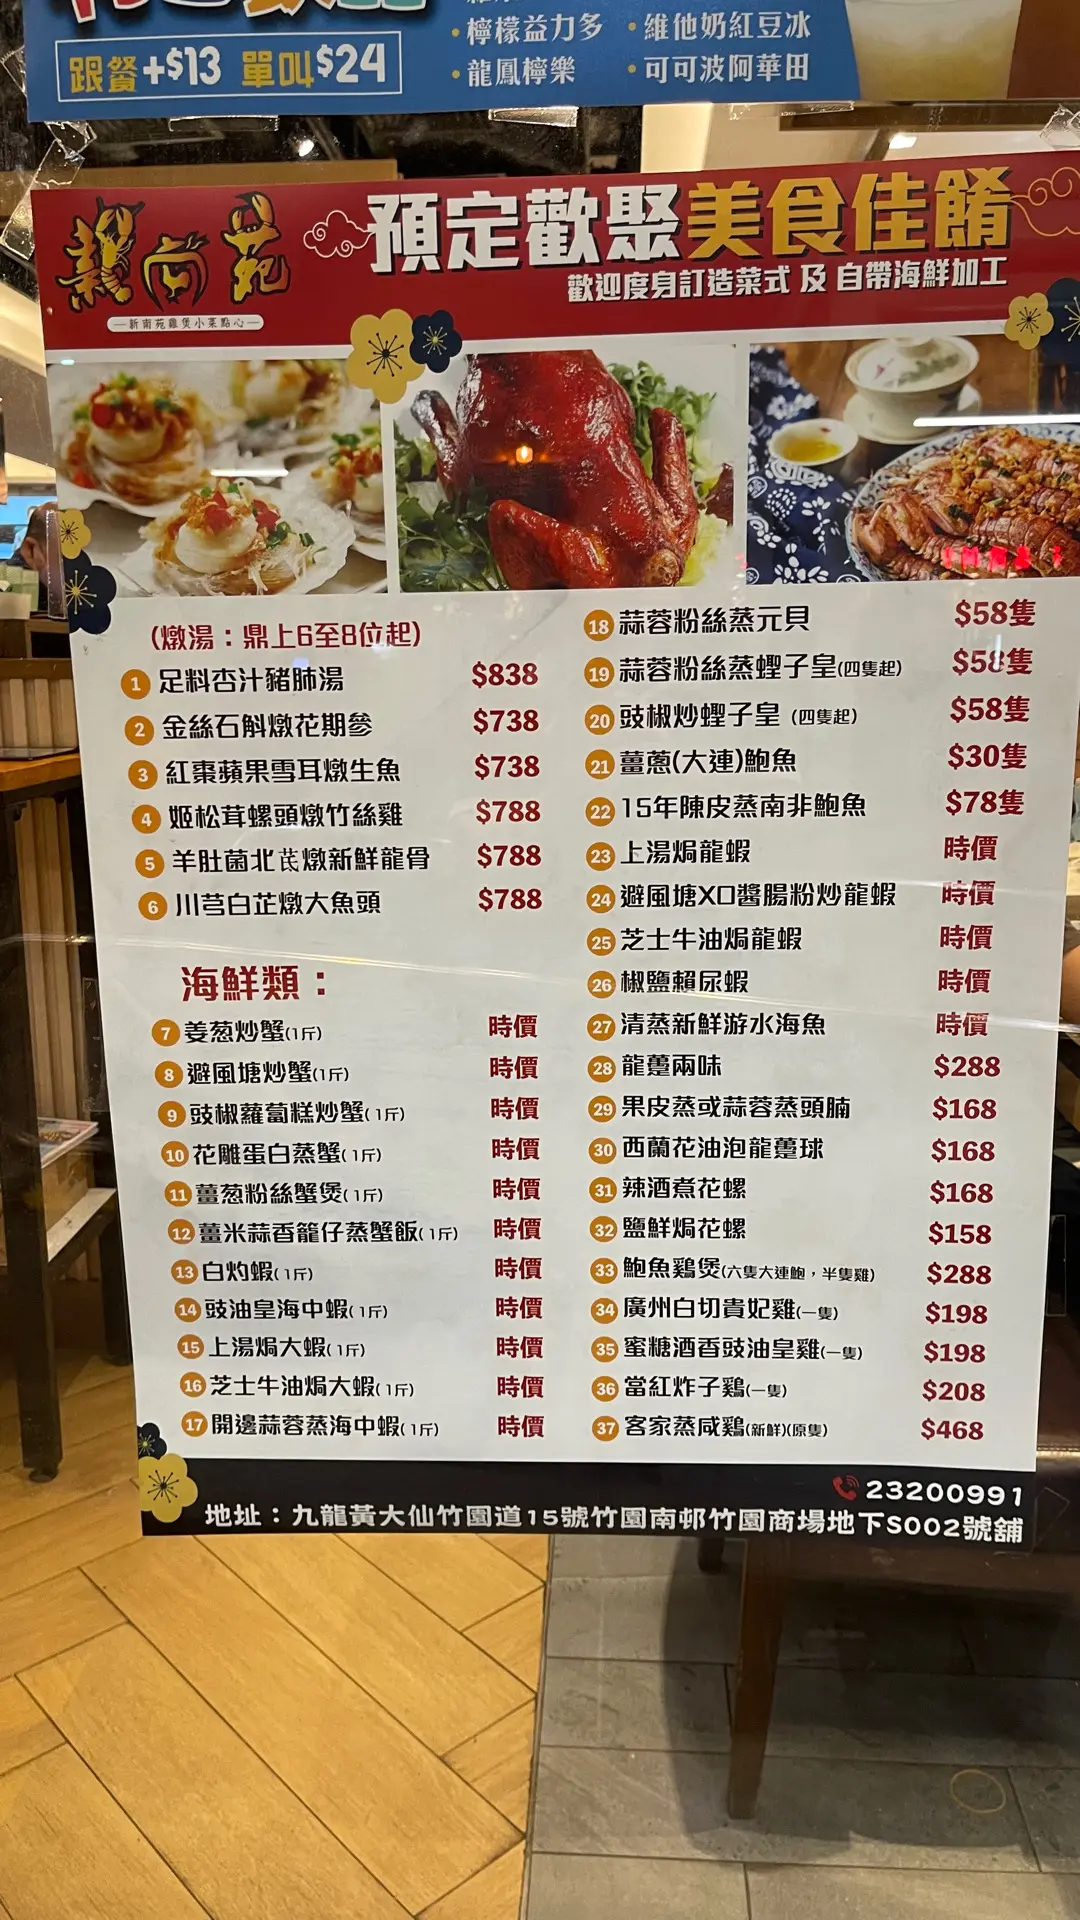 跟餐+$13 單叫$24
・檸檬益力多
・龍鳳檸樂
・維他奶紅豆冰
・可可波阿華田
新南苑
新南苑雞煲小菜點心
預定歡聚美食佳餚
歡迎度身訂造菜式 及 自帶海鮮加工
(燉湯：鼎上6至8位起)
1 足料杏汁豬肺湯 $838
2 金絲石斛燉花期參 $738
3 紅棗蘋果雪耳燉生魚 $738
4 姬松茸螺頭燉竹絲雞 $788
5 羊肚菌北芪燉新鮮龍骨 $788
6 川芎白芷燉大魚頭 $788
海鮮類：
7 姜葱炒蟹(1斤) 時價
8 避風塘炒蟹(1斤) 時價
9 豉椒蘿蔔糕炒蟹(1斤) 時價
10 花雕蛋白蒸蟹(1斤) 時價
11 薑葱粉絲蟹煲(1斤) 時價
12 薑米蒜香籠仔蒸蟹飯(1斤) 時價
13 白灼蝦(1斤) 時價
14 豉油皇海中蝦(1斤) 時價
15 上湯焗大蝦(1斤) 時價
16 芝士牛油焗大蝦(1斤) 時價
17 開邊蒜蓉蒸海中蝦(1斤) 時價
18 蒜蓉粉絲蒸元貝 $58隻
19 蒜蓉粉絲蒸蟶子皇(四隻起) $58隻
20 豉椒炒蟶子皇 (四隻起) $58隻
21 薑蔥(大連)鮑魚 $30隻
22 15年陳皮蒸南非鮑魚 $78隻
23 上湯焗龍蝦 時價
24 避風塘XO醬腸粉炒龍蝦 時價
25 芝士牛油焗龍蝦 時價
26 椒鹽賴尿蝦 時價
27 清蒸新鮮游水海魚 時價
28 龍躉兩味 $288
29 果皮蒸或蒜蓉蒸頭腩 $168
30 西蘭花油泡龍躉球 $168
31 辣酒煮花螺 $168
32 鹽鮮焗花螺 $158
33 鮑魚鷄煲(六隻大連鮑，半隻雞) $288
34 廣州白切貴妃雞(一隻) $198
35 蜜糖酒香豉油皇雞(一隻) $198
36 當紅炸子鷄(一隻) $208
37 客家蒸咸鷄(新鮮)(原隻) $468
23200991
地址：九龍黃大仙竹園道15號竹園南邨竹園商場地下S002號舖